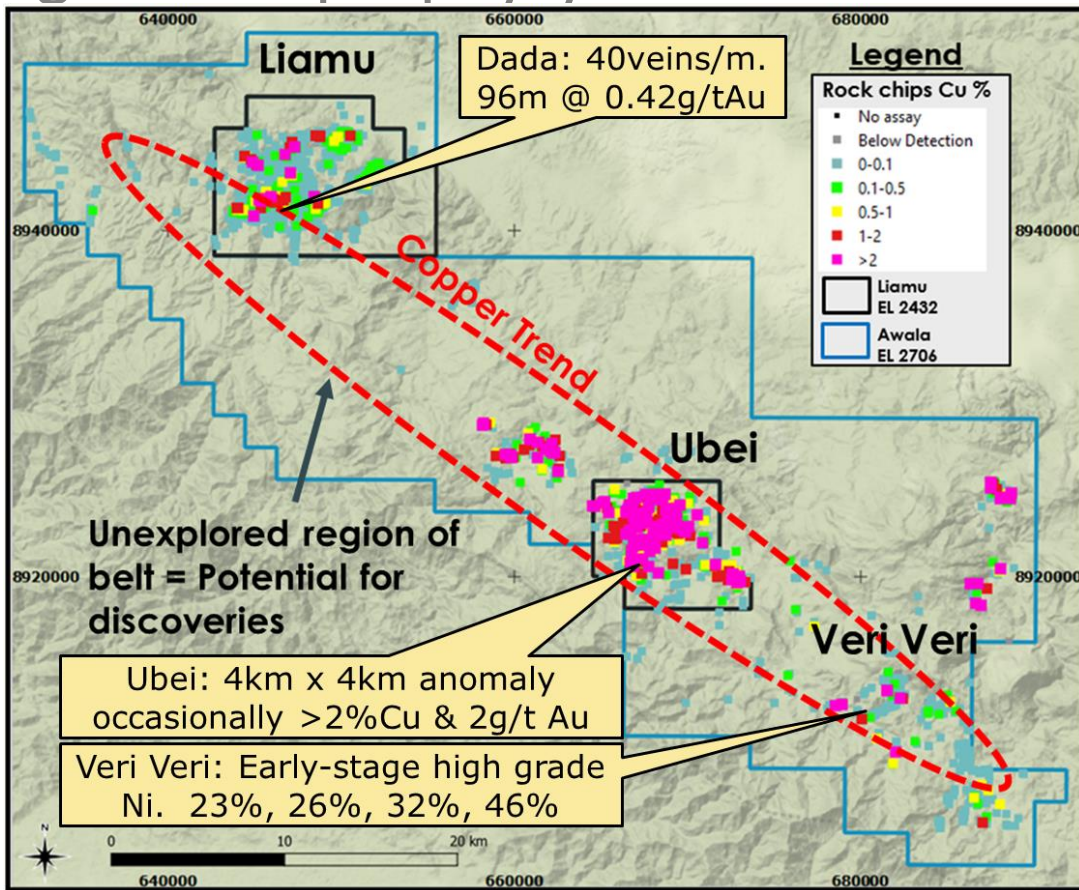 640000
660000
680000
Liamu
Dada: 40veins/m.
96m @ 0.42g/tAu
Legend
Rock chips Cu %
No assay
Below Detection
0-0.1
0.1-0.5
0.5-1
1-2
>2
Liamu
EL 2432
Awala
EL 2706
8940000
8940000
Copper Trend
Ubei
Unexplored region of
belt = Potential for
discoveries
8920000
8920000
Veri Veri
Ubei: 4km x 4km anomaly
occasionally >2%Cu & 2g/t Au
Veri Veri: Early-stage high grade
Ni. 23%, 26%, 32%, 46%
N
0
10
20 km
640000
660000
680000